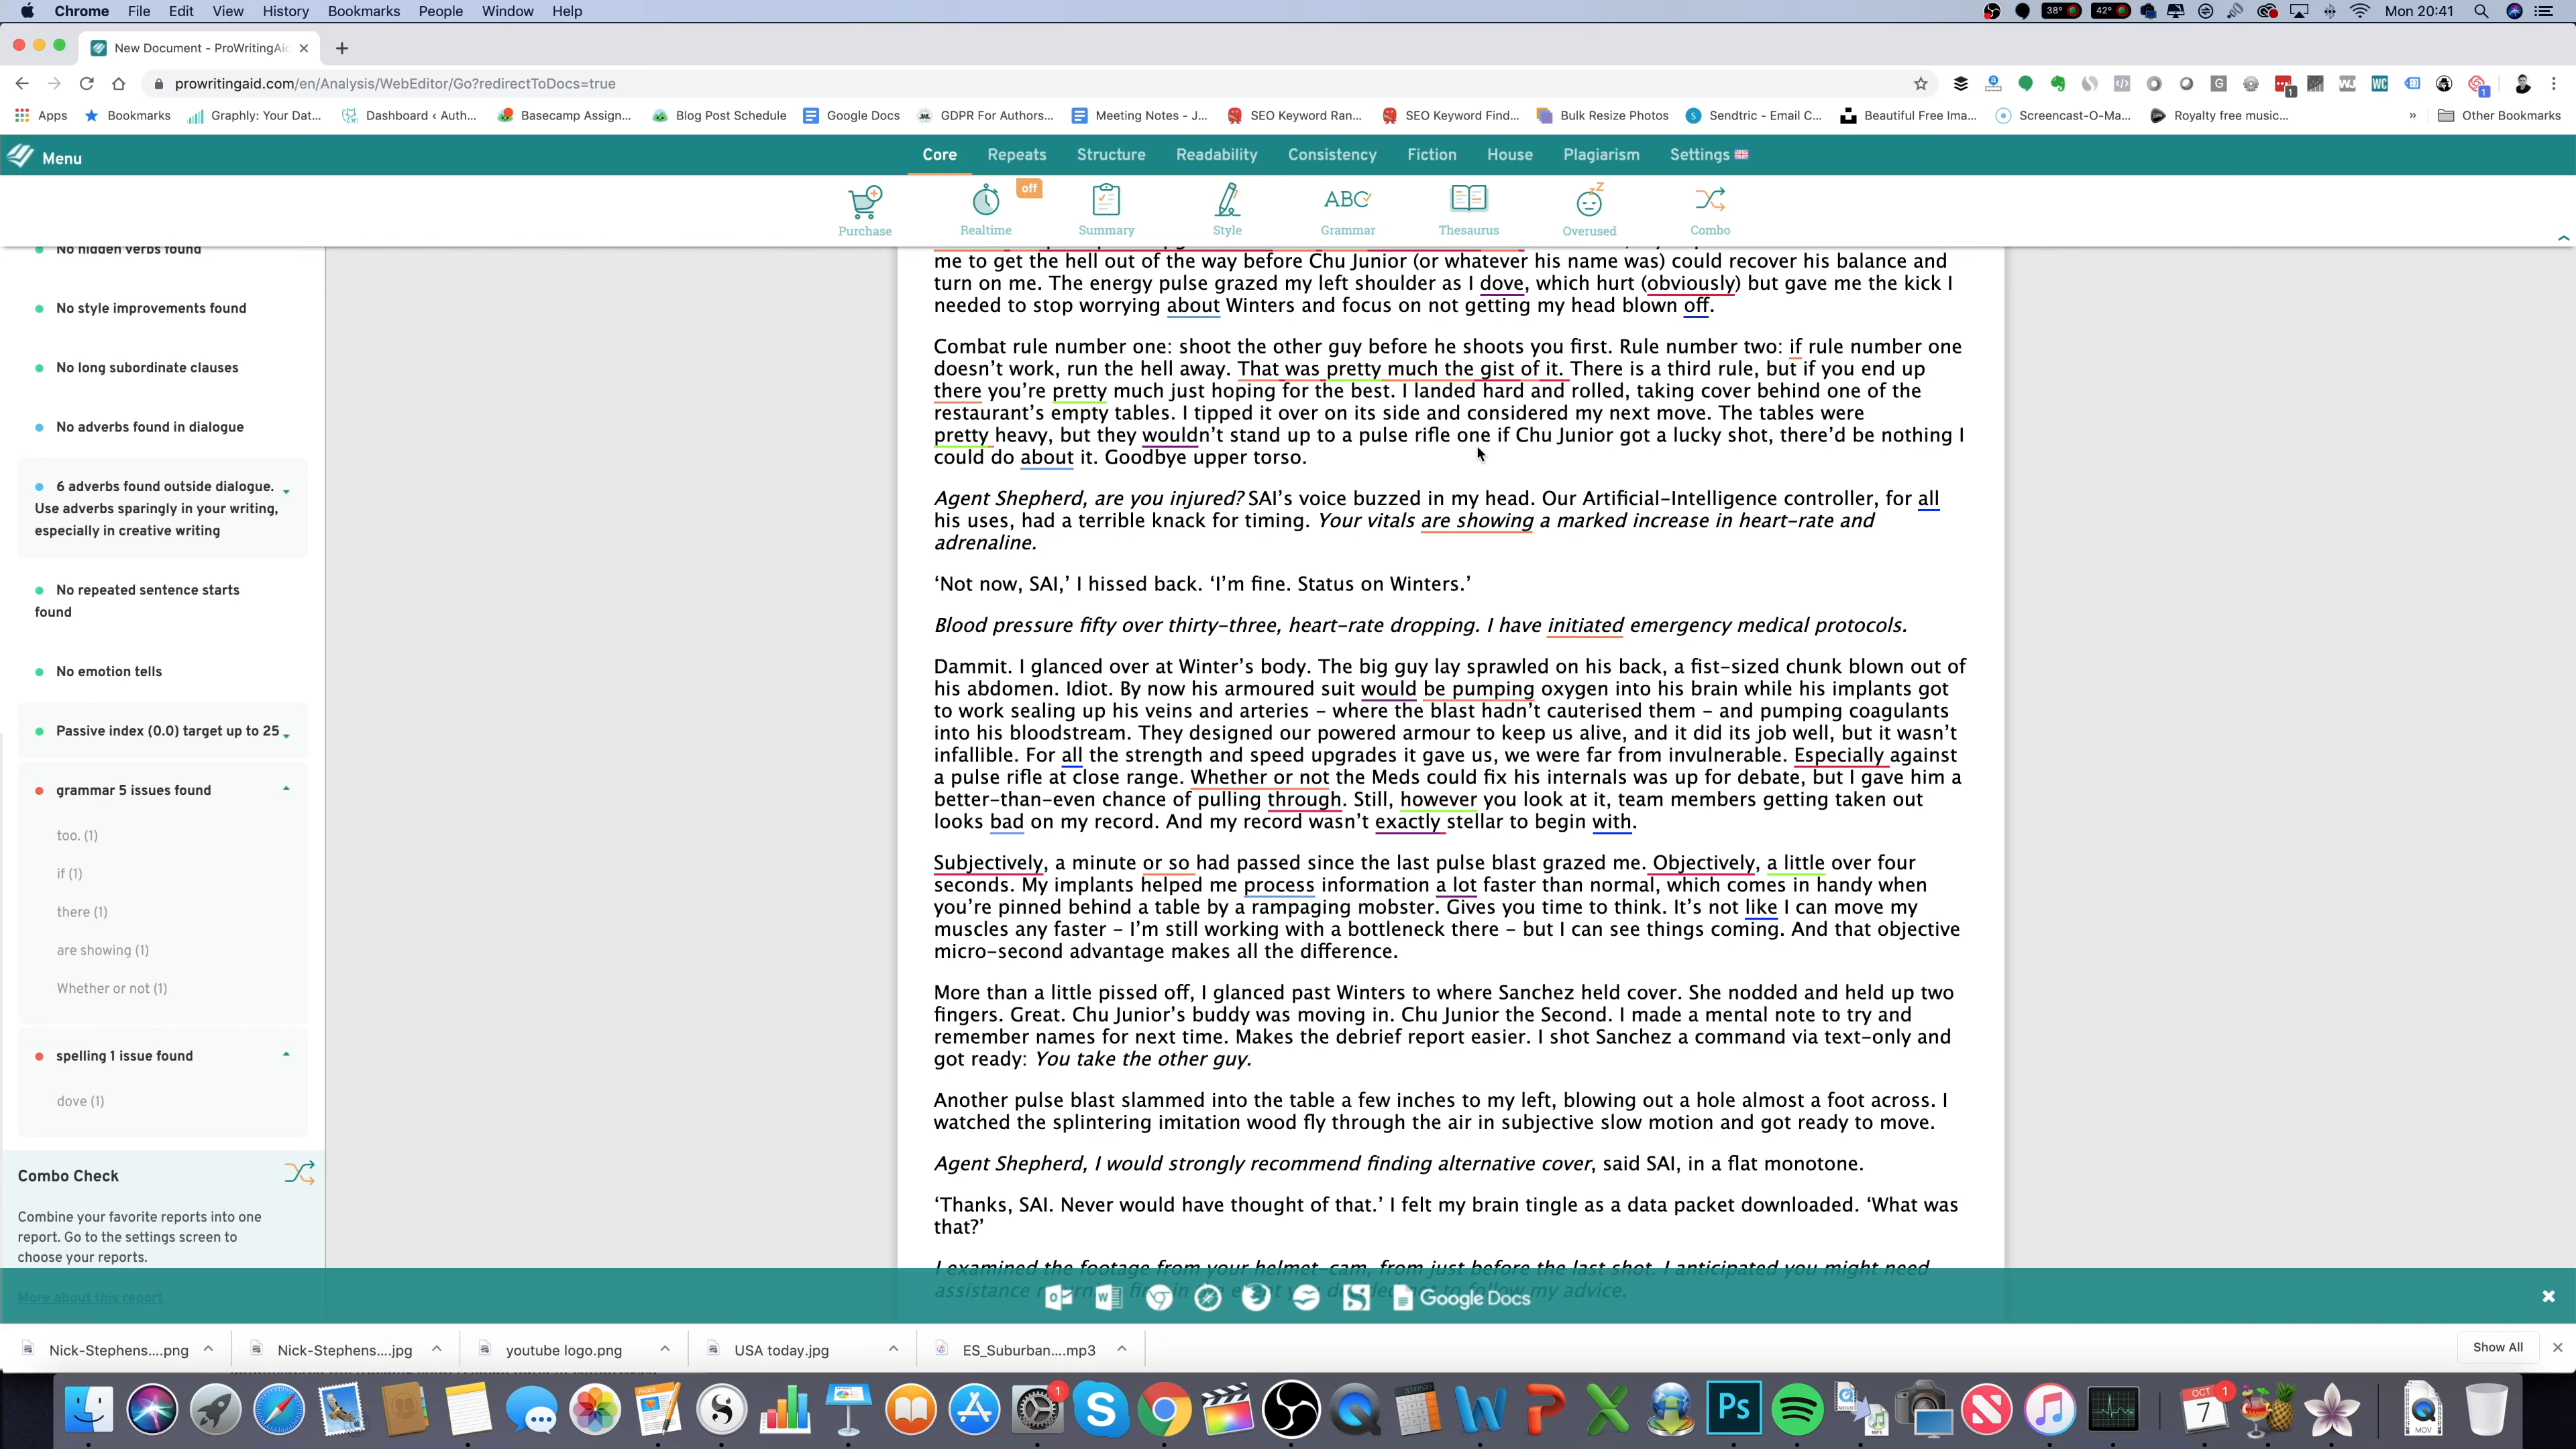 Chrome File Edit View History Bookmarks People Window Help
38° 42° Mon 20:41
New Document - ProWritingAid
prowritingaid.com/en/Analysis/WebEditor/Go?redirectToDocs=true
Apps Bookmarks Graphly: Your Dat... Dashboard ‹ Auth... Basecamp Assign... Blog Post Schedule Google Docs GDPR For Authors... Meeting Notes - J... SEO Keyword Ran... SEO Keyword Find... Bulk Resize Photos Sendtric - Email C... Beautiful Free Ima... Screencast-O-Ma... Royalty free music... » Other Bookmarks
Menu
Core Repeats Structure Readability Consistency Fiction House Plagiarism Settings
off
Purchase Realtime Summary Style Grammar Thesaurus Overused Combo
No hidden verbs found
No style improvements found
No long subordinate clauses
No adverbs found in dialogue
6 adverbs found outside dialogue.
Use adverbs sparingly in your writing,
especially in creative writing
No repeated sentence starts
found
No emotion tells
Passive index (0.0) target up to 25
grammar 5 issues found
too. (1)
if (1)
there (1)
are showing (1)
Whether or not (1)
spelling 1 issue found
dove (1)
Combo Check
Combine your favorite reports into one
report. Go to the settings screen to
choose your reports.
More about this report
me to get the hell out of the way before Chu Junior (or whatever his name was) could recover his balance and
turn on me. The energy pulse grazed my left shoulder as I dove, which hurt (obviously) but gave me the kick I
needed to stop worrying about Winters and focus on not getting my head blown off.
Combat rule number one: shoot the other guy before he shoots you first. Rule number two: if rule number one
doesn’t work, run the hell away. That was pretty much the gist of it. There is a third rule, but if you end up
there you’re pretty much just hoping for the best. I landed hard and rolled, taking cover behind one of the
restaurant’s empty tables. I tipped it over on its side and considered my next move. The tables were
pretty heavy, but they wouldn’t stand up to a pulse rifle one if Chu Junior got a lucky shot, there’d be nothing I
could do about it. Goodbye upper torso.
Agent Shepherd, are you injured? SAI’s voice buzzed in my head. Our Artificial-Intelligence controller, for all
his uses, had a terrible knack for timing. Your vitals are showing a marked increase in heart-rate and
adrenaline.
‘Not now, SAI,’ I hissed back. ‘I’m fine. Status on Winters.’
Blood pressure fifty over thirty-three, heart-rate dropping. I have initiated emergency medical protocols.
Dammit. I glanced over at Winter’s body. The big guy lay sprawled on his back, a fist-sized chunk blown out of
his abdomen. Idiot. By now his armoured suit would be pumping oxygen into his brain while his implants got
to work sealing up his veins and arteries – where the blast hadn’t cauterised them – and pumping coagulants
into his bloodstream. They designed our powered armour to keep us alive, and it did its job well, but it wasn’t
infallible. For all the strength and speed upgrades it gave us, we were far from invulnerable. Especially against
a pulse rifle at close range. Whether or not the Meds could fix his internals was up for debate, but I gave him a
better-than-even chance of pulling through. Still, however you look at it, team members getting taken out
looks bad on my record. And my record wasn’t exactly stellar to begin with.
Subjectively, a minute or so had passed since the last pulse blast grazed me. Objectively, a little over four
seconds. My implants helped me process information a lot faster than normal, which comes in handy when
you’re pinned behind a table by a rampaging mobster. Gives you time to think. It’s not like I can move my
muscles any faster – I’m still working with a bottleneck there – but I can see things coming. And that objective
micro-second advantage makes all the difference.
More than a little pissed off, I glanced past Winters to where Sanchez held cover. She nodded and held up two
fingers. Great. Chu Junior’s buddy was moving in. Chu Junior the Second. I made a mental note to try and
remember names for next time. Makes the debrief report easier. I shot Sanchez a command via text-only and
got ready: You take the other guy.
Another pulse blast slammed into the table a few inches to my left, blowing out a hole almost a foot across. I
watched the splintering imitation wood fly through the air in subjective slow motion and got ready to move.
Agent Shepherd, I would strongly recommend finding alternative cover, said SAI, in a flat monotone.
‘Thanks, SAI. Never would have thought of that.’ I felt my brain tingle as a data packet downloaded. ‘What was
that?’
I examined the footage from your helmet-cam, from just before the last shot. I anticipated you might need
assistance my advice.
Google Docs
Nick-Stephens....png Nick-Stephens....jpg youtube logo.png USA today.jpg ES_Suburban....mp3 Show All
OCT 7
Ps
MOV